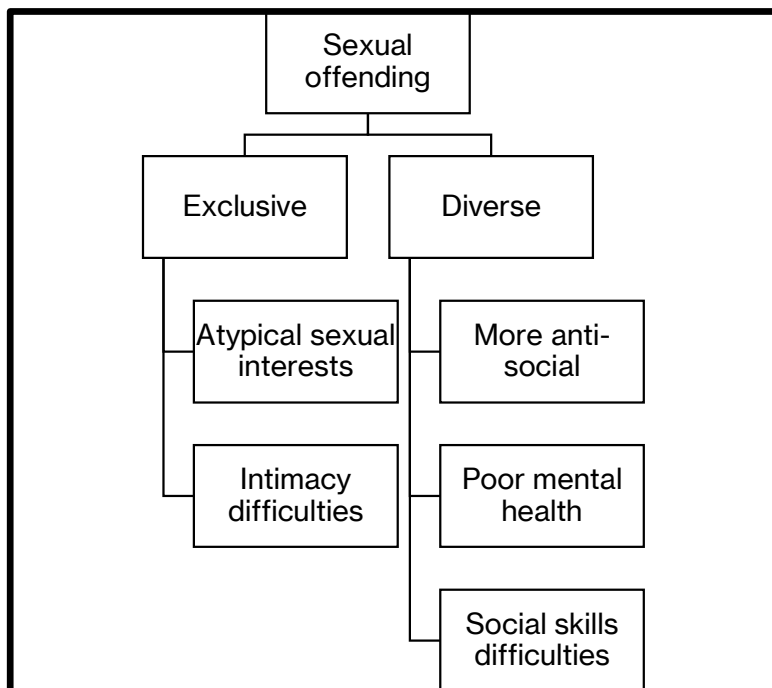 Sexual
offending
Exclusive
Diverse
Atypical sexual
interests
More anti-
social
Intimacy
difficulties
Poor mental
health
Social skills
difficulties